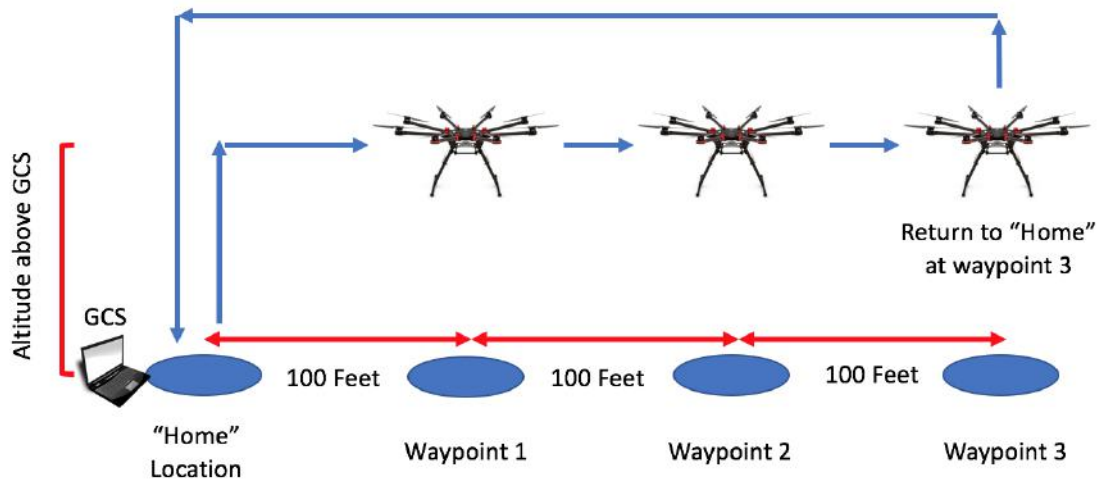 Altitude above GCS
GCS
Return to “Home”
at waypoint 3
100 Feet
100 Feet
100 Feet
“Home”
Location
Waypoint 1
Waypoint 2
Waypoint 3